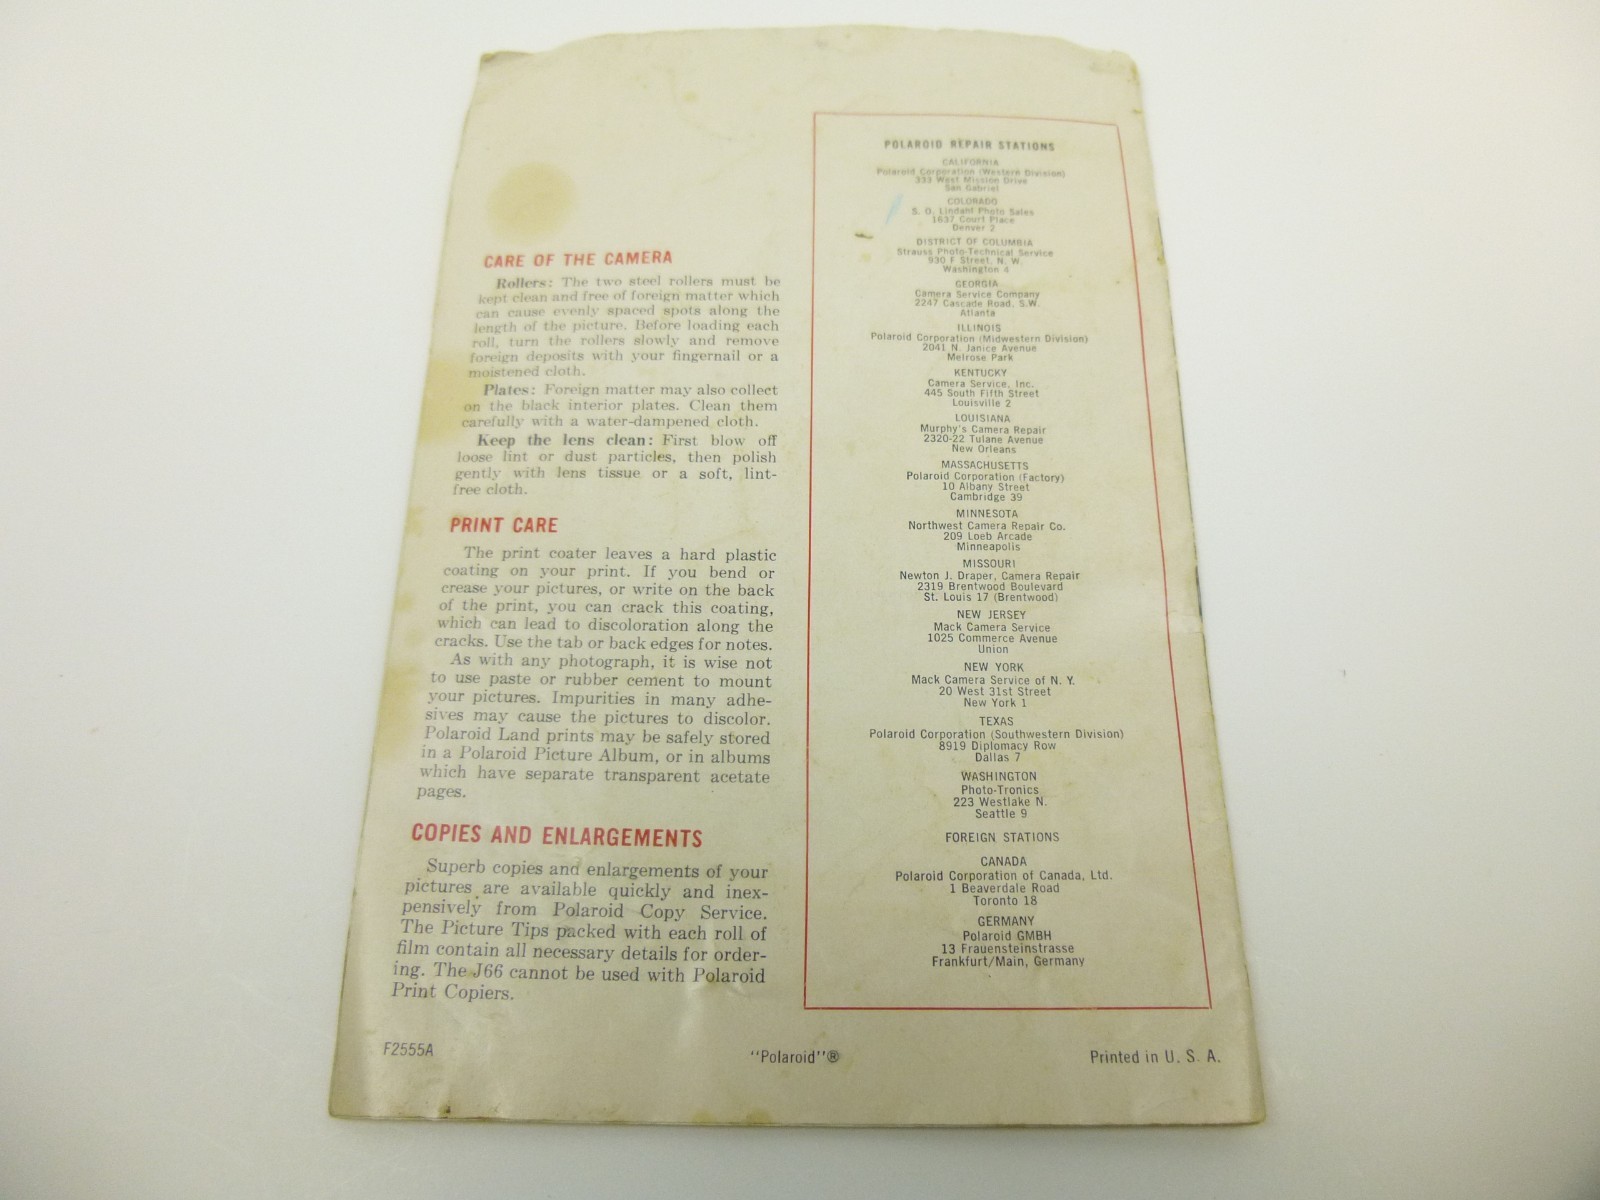 CARE OF THE CAMERA
Rollers: The two steel rollers must be
kept clean and free of foreign matter which
can cause evenly spaced spots along the
length of the picture. Before loading each
roll, turn the rollers slowly and remove
foreign deposits with your fingernail or a
moistened cloth.
Plates: Foreign matter may also collect
on the black interior plates. Clean them
carefully with a water-dampened cloth.
Keep the lens clean: First blow off
loose lint or dust particles, then polish
gently with lens tissue or a soft, lint-
free cloth.
PRINT CARE
The print coater leaves a hard plastic
coating on your print. If you bend or
crease your pictures, or write on the back
of the print, you can crack this coating,
which can lead to discoloration along the
cracks. Use the tab or back edges for notes.
As with any photograph, it is wise not
to use paste or rubber cement to mount
your pictures. Impurities in many adhe-
sives may cause the pictures to discolor.
Polaroid Land prints may be safely stored
in a Polaroid Picture Album, or in albums
which have separate transparent acetate
pages.
COPIES AND ENLARGEMENTS
Superb copies and enlargements of your
pictures are available quickly and inex-
pensively from Polaroid Copy Service.
The Picture Tips packed with each roll of
film contain all necessary details for order-
ing. The J66 cannot be used with Polaroid
Print Copiers.
POLAROID REPAIR STATIONS
CALIFORNIA
Polaroid Corporation (Western Division)
333 West Mission Drive
San Gabriel
COLORADO
S. O. Lindahl Photo Sales
1637 Court Place
Denver 2
DISTRICT OF COLUMBIA
Strauss Photo-Technical Service
930 F Street, N. W.
Washington 4
GEORGIA
Camera Service Company
2247 Cascade Road, S.W.
Atlanta
ILLINOIS
Polaroid Corporation (Midwestern Division)
2041 N. Janice Avenue
Melrose Park
KENTUCKY
Camera Service, Inc.
445 South Fifth Street
Louisville 2
LOUISIANA
Murphy's Camera Repair
2320-22 Tulane Avenue
New Orleans
MASSACHUSETTS
Polaroid Corporation (Factory)
10 Albany Street
Cambridge 39
MINNESOTA
Northwest Camera Repair Co.
209 Loeb Arcade
Minneapolis
MISSOURI
Newton J. Draper, Camera Repair
2319 Brentwood Boulevard
St. Louis 17 (Brentwood)
NEW JERSEY
Mack Camera Service
1025 Commerce Avenue
Union
NEW YORK
Mack Camera Service of N. Y.
20 West 31st Street
New York 1
TEXAS
Polaroid Corporation (Southwestern Division)
8919 Diplomacy Row
Dallas 7
WASHINGTON
Photo-Tronics
223 Westlake N.
Seattle 9
FOREIGN STATIONS
CANADA
Polaroid Corporation of Canada, Ltd.
1 Beaverdale Road
Toronto 18
GERMANY
Polaroid GMBH
13 Frauensteinstrasse
Frankfurt/Main, Germany
F2555A
"Polaroid"®
Printed in U. S. A.